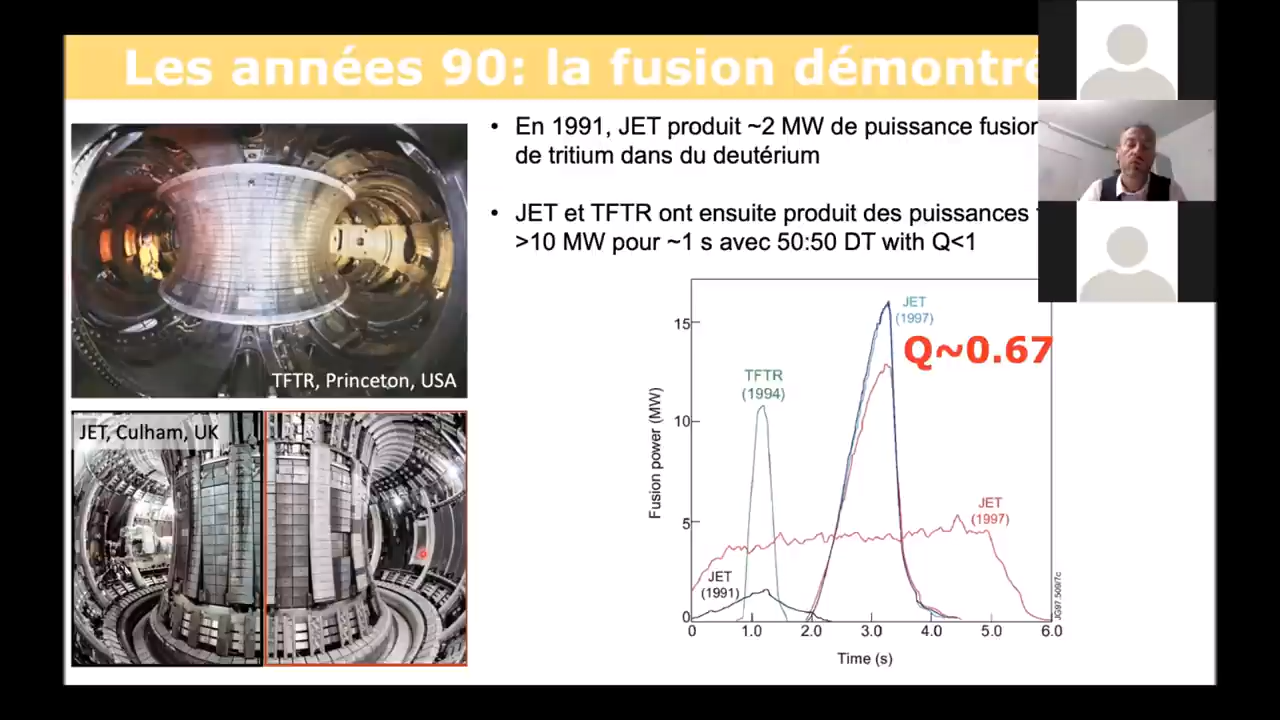 Les années 90: la fusion démontré
• En 1991, JET produit ~2 MW de puissance fusion
de tritium dans du deutérium
• JET et TFTR ont ensuite produit des puissances
>10 MW pour ~1 s avec 50:50 DT with Q<1
TFTR, Princeton, USA
JET, Culham, UK
JET
(1997)
Q~0.67
TFTR
(1994)
JET
(1997)
JET
(1991)
Fusion power (MW)
15
10
5
0
0 1.0 2.0 3.0 4.0 5.0 6.0
Time (s)
JG97.509/7c